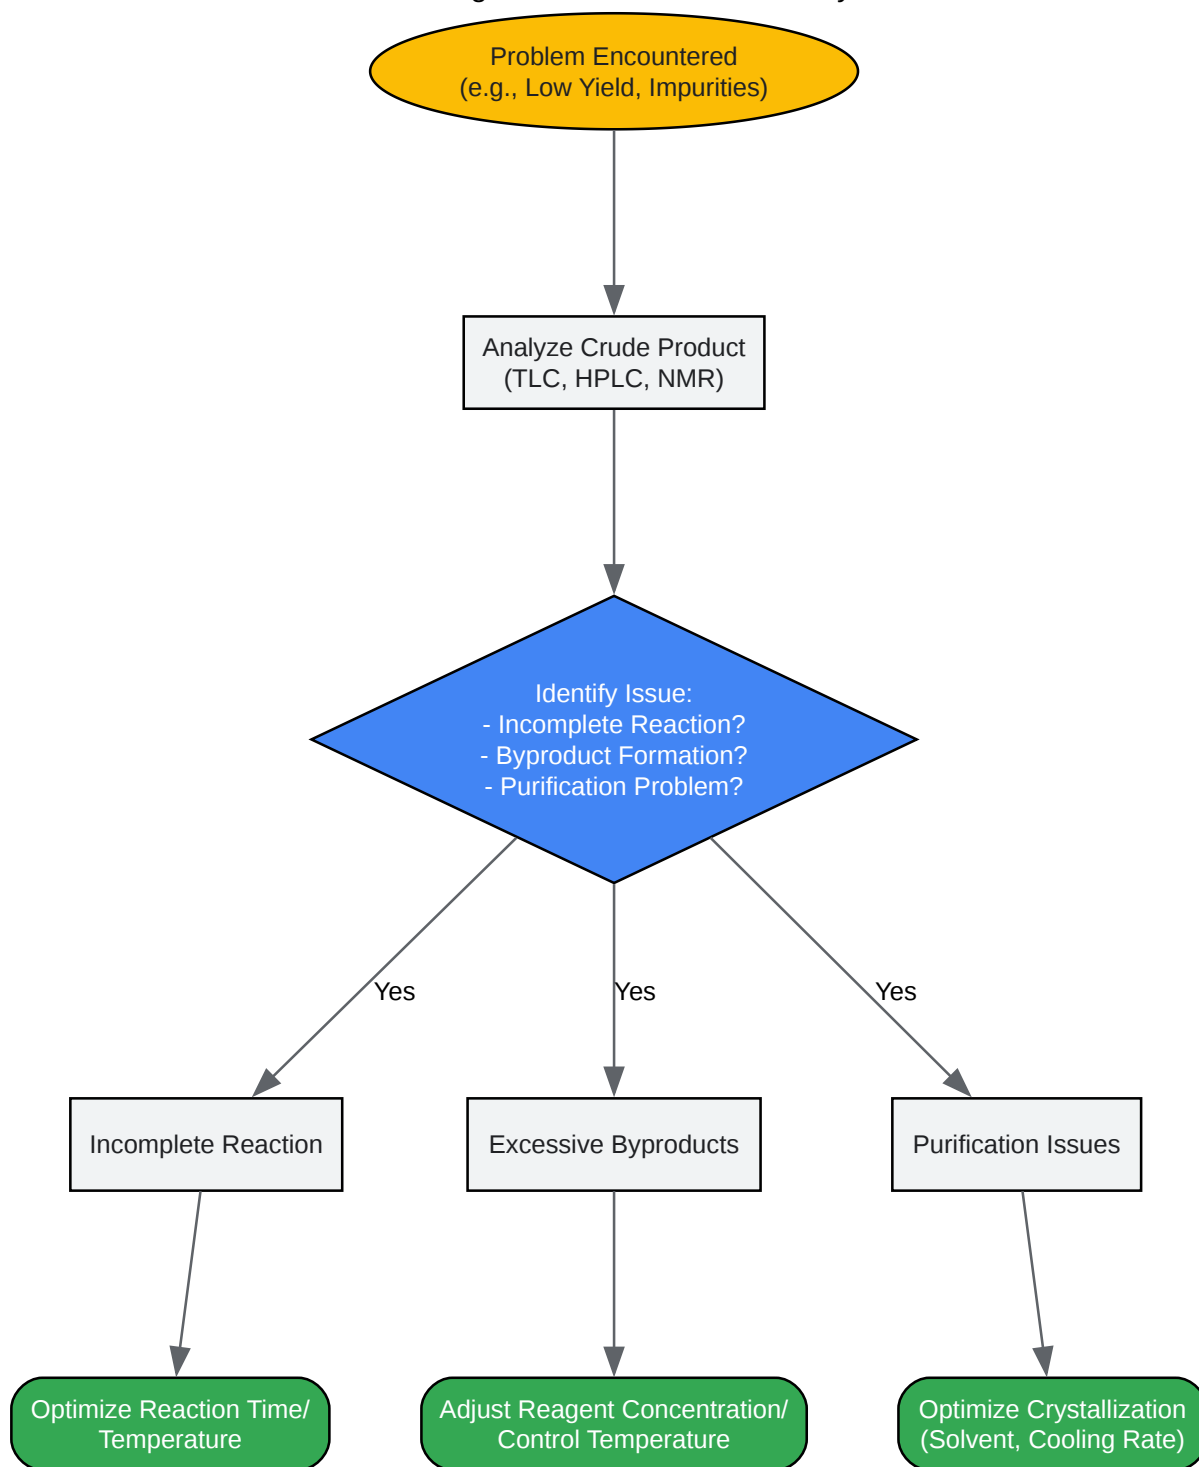 Problem Encountered
(e.g., Low Yield, Impurities)
Analyze Crude Product
(TLC, HPLC, NMR)
Identify Issue:
- Incomplete Reaction?
- Byproduct Formation?
- Purification Problem?
Yes
Yes
Yes
Incomplete Reaction
Excessive Byproducts
Purification Issues
Optimize Reaction Time/
Temperature
Adjust Reagent Concentration/
Control Temperature
Optimize Crystallization
(Solvent, Cooling Rate)